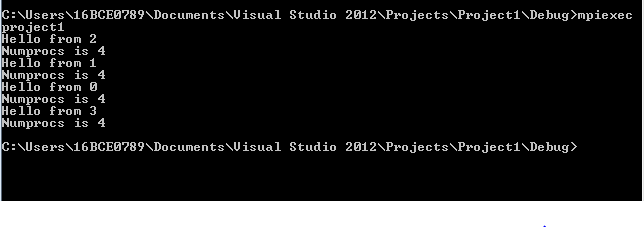 C:\Users\16BCE0789\Documents\Visual Studio 2012\Projects\Project1\Debug>mpiexec
project1
Hello from 2
Numprocs is 4
Hello from 1
Numprocs is 4
Hello from 0
Numprocs is 4
Hello from 3
Numprocs is 4
C:\Users\16BCE0789\Documents\Visual Studio 2012\Projects\Project1\Debug>